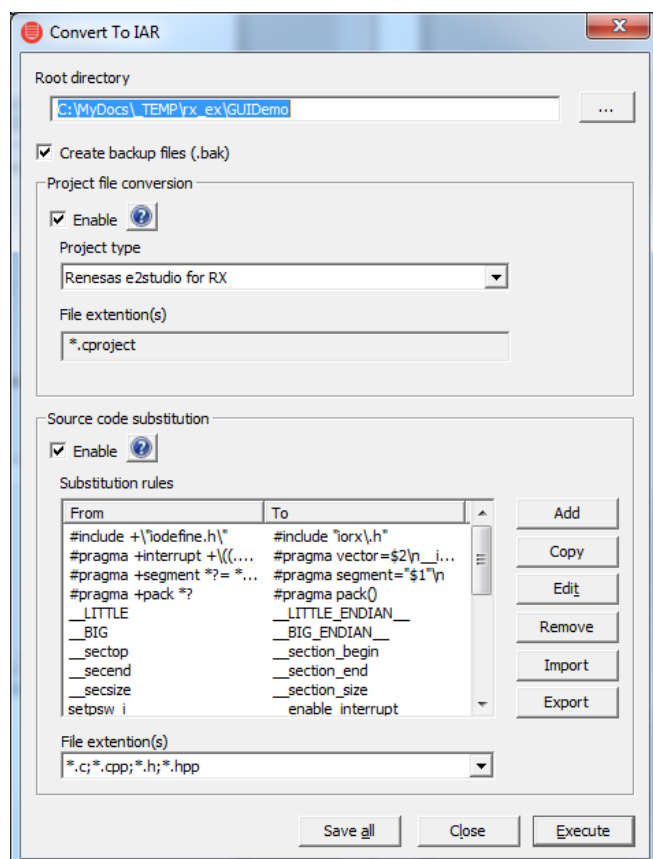 Convert To IAR
Root directory
C:\MyDocs\_TEMP\rx_ex\GUIDemo
...
Create backup files (.bak)
Project file conversion
Enable
Project type
Renesas e2studio for RX
File extention(s)
*.cproject
Source code substitution
Enable
Substitution rules
From To
#include +\"iodefine.h\" #include "iorx\.h"
#pragma +interrupt +\((.... #pragma vector=$2\n__i...
#pragma +segment *?= *... #pragma segment="$1"\n
#pragma +pack *? #pragma pack()
__LITTLE __LITTLE_ENDIAN__
__BIG __BIG_ENDIAN__
__sectop __section_begin
__secend __section_end
__secsize __section_size
setpsw_i __enable_interrupt
Add
Copy
Edit
Remove
Import
Export
File extention(s)
*.c;*.cpp;*.h;*.hpp
Save all Close Execute